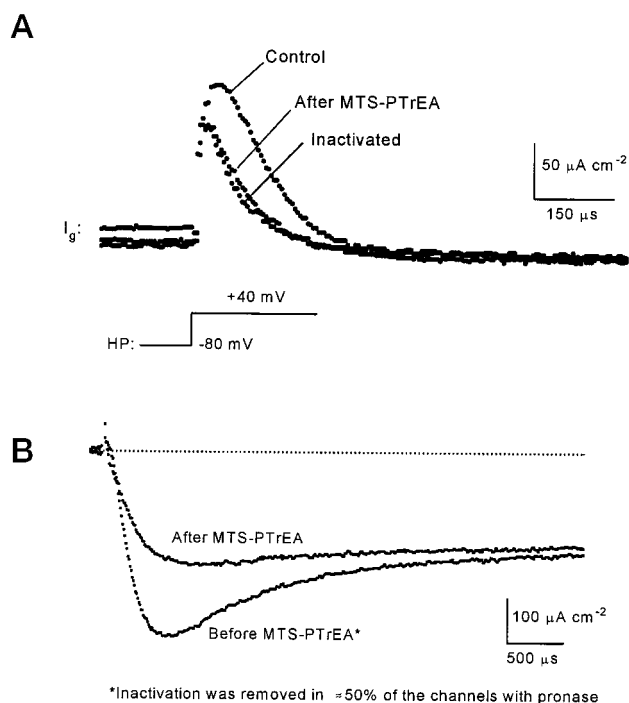 A
Control
After MTS-PTrEA
Inactivated
50 µA cm-2
150 µs
Ig:
+40 mV
HP:
-80 mV
B
After MTS-PTrEA
Before MTS-PTrEA*
100 µA cm-2
500 µs
*Inactivation was removed in ≈50% of the channels with pronase